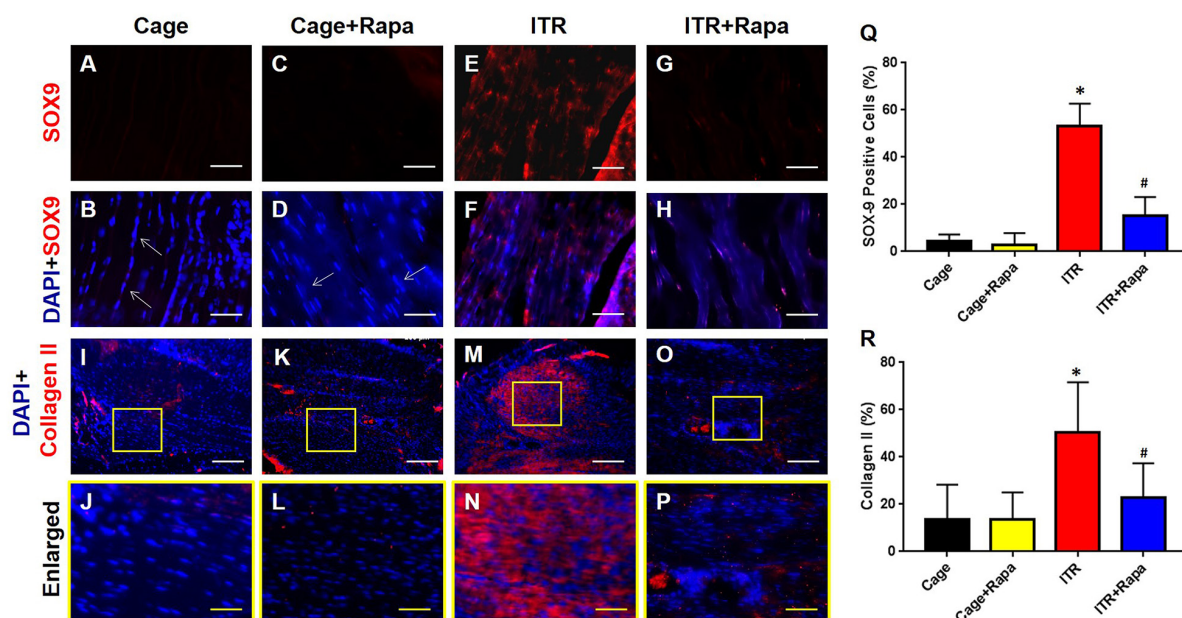 Cage
Cage+Rapa
ITR
ITR+Rapa
SOX9
A
C
E
G
DAPI+SOX9
B
D
F
H
DAPI+
Collagen II
I
K
M
O
Enlarged
J
L
N
P
Q
SOX-9 Positive Cells (%)
80
60
40
20
0
*
#
Cage
Cage+Rapa
ITR
ITR+Rapa
R
Collagen II (%)
80
60
40
20
0
*
#
Cage
Cage+Rapa
ITR
ITR+Rapa